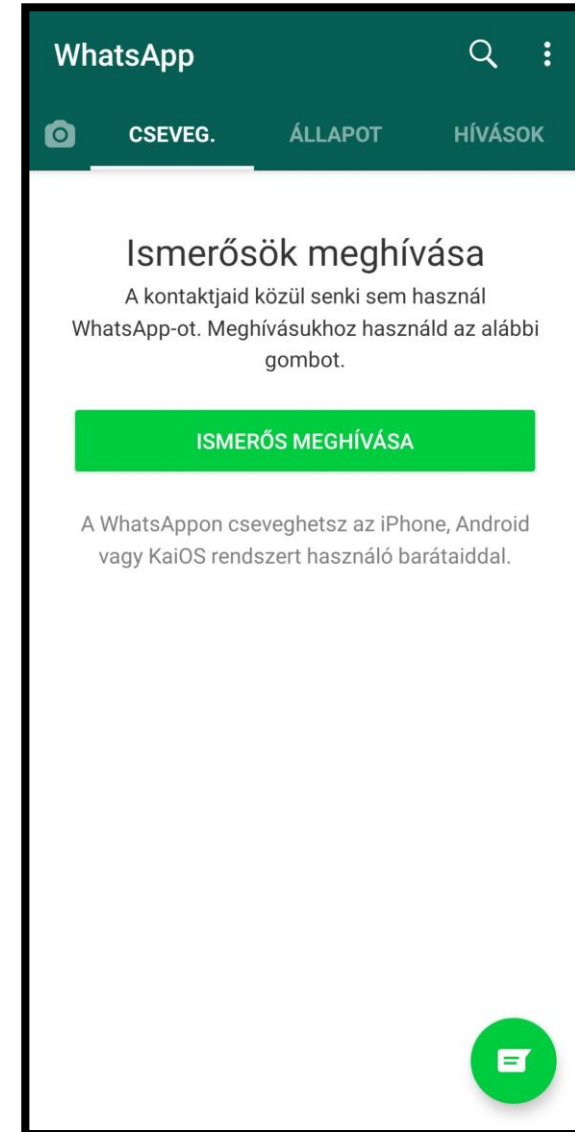 WhatsApp
CSEVEG. ÁLLAPOT HÍVÁSOK
Ismerősök meghívása
A kontaktjaid közül senki sem használ
WhatsApp-ot. Meghívásukhoz használd az alábbi
gombot.
ISMERŐS MEGHÍVÁSA
A WhatsAppon cseveghetsz az iPhone, Android
vagy KaiOS rendszert használó barátaiddal.